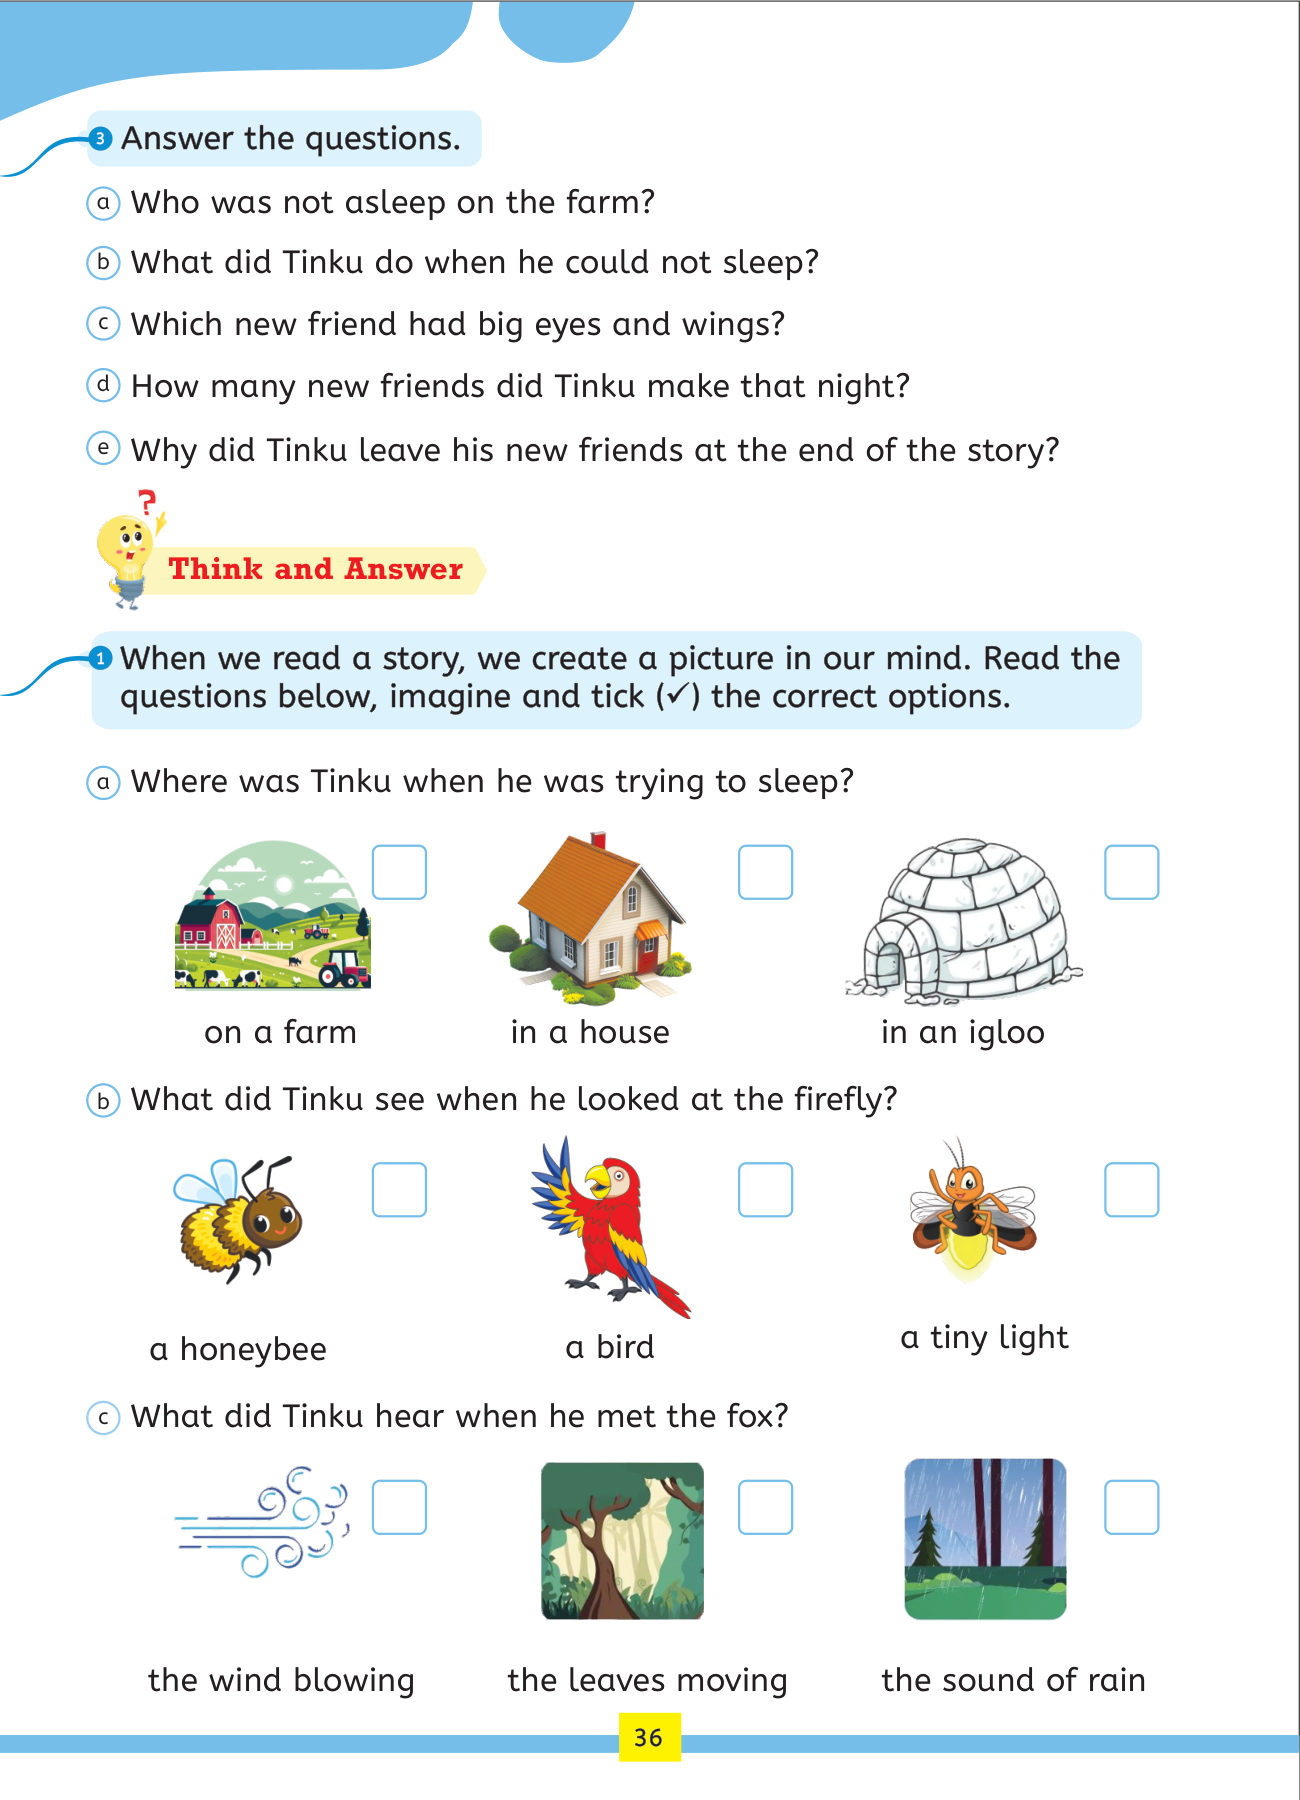 3 Answer the questions.
a Who was not asleep on the farm?
b What did Tinku do when he could not sleep?
c Which new friend had big eyes and wings?
d How many new friends did Tinku make that night?
e Why did Tinku leave his new friends at the end of the story?
?
Think and Answer
1 When we read a story, we create a picture in our mind. Read the
questions below, imagine and tick (✓) the correct options.
a Where was Tinku when he was trying to sleep?
on a farm in a house in an igloo
b What did Tinku see when he looked at the firefly?
a honeybee a bird a tiny light
c What did Tinku hear when he met the fox?
the wind blowing the leaves moving the sound of rain
36